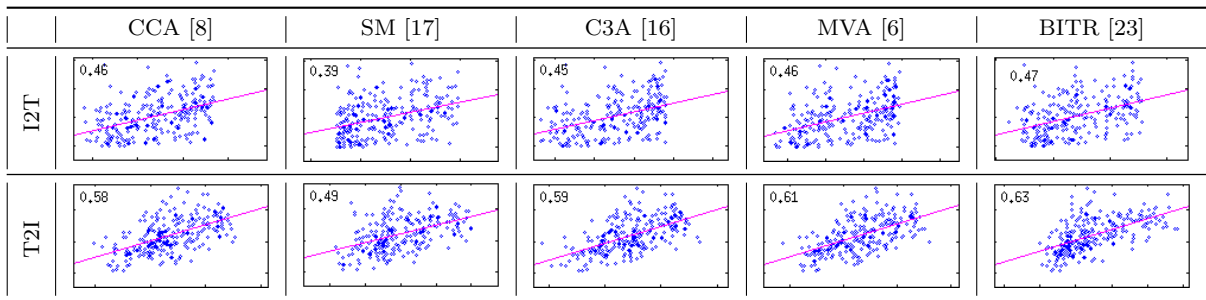 CCA [8] SM [17] C3A [16] MVA [6] BITR [23]
I2T 0.46 0.39 0.45 0.46 0.47
T2I 0.58 0.49 0.59 0.61 0.63